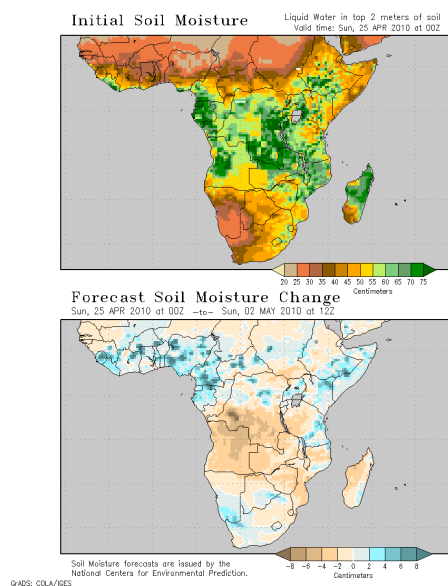 Initial Soil Moisture
Liquid Water in top 2 meters of soil
Valid time: Sun, 25 APR 2010 at 00Z
20 25 30 35 40 45 50 55 60 65 70 75
Centimeters
Forecast Soil Moisture Change
Sun, 25 APR 2010 at 00Z -to- Sun, 02 MAY 2010 at 12Z
Soil Moisture forecasts are issued by the
National Centers for Environmental Prediction.
-8 -6 -4 -2 0 2 4 6 8
Centimeters
GrADS: COLA/IGES